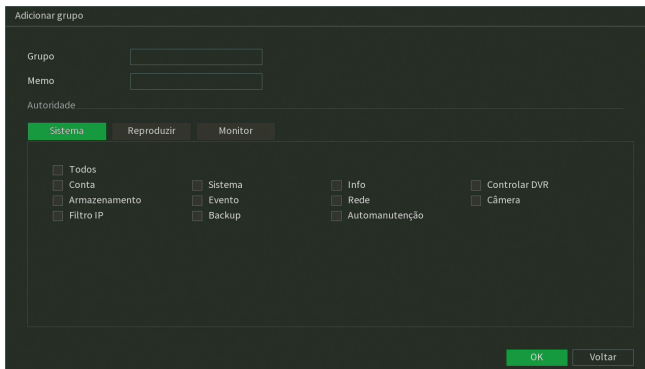 Adicionar grupo
Grupo
Memo
Autoridade
Sistema Reproduzir Monitor
Todos
Conta Sistema Info Controlar DVR
Armazenamento Evento Rede Câmera
Filtro IP Backup Automanutenção
OK Voltar